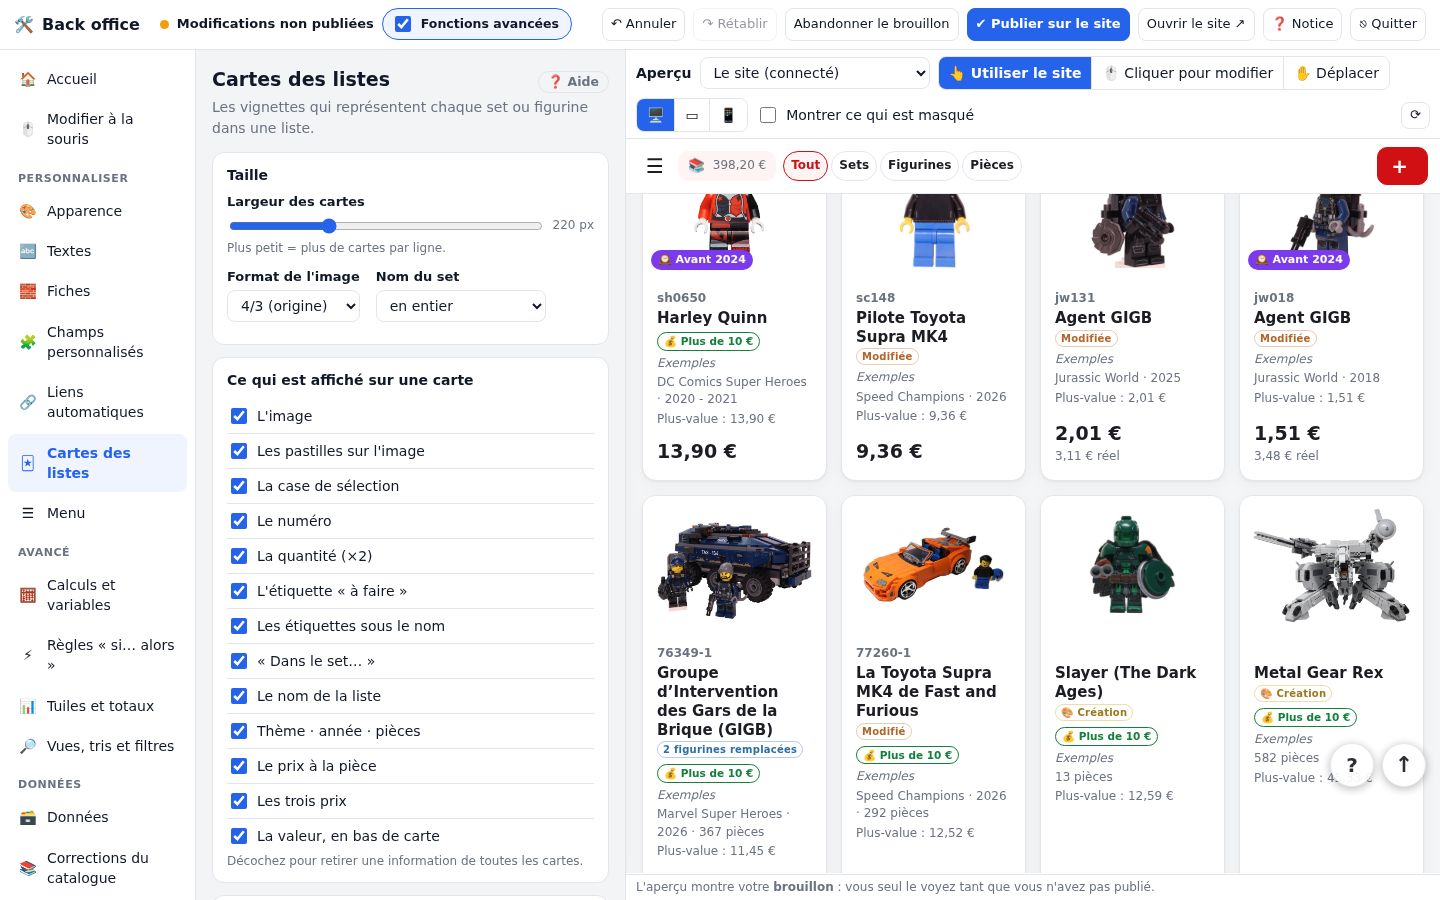 Back office
Modifications non publiées
Fonctions avancées
↶ Annuler
↷ Rétablir
Abandonner le brouillon
✔ Publier sur le site
Ouvrir le site ↗
❓ Notice
⎋ Quitter
Accueil
Modifier à la
souris
PERSONNALISER
Apparence
Textes
Fiches
Champs
personnalisés
Liens
automatiques
Cartes des
listes
Menu
AVANCÉ
Calculs et
variables
Règles « si… alors
»
Tuiles et totaux
Vues, tris et filtres
DONNÉES
Données
Corrections du
catalogue
Cartes des listes
❓ Aide
Les vignettes qui représentent chaque set ou figurine
dans une liste.
Taille
Largeur des cartes
220 px
Plus petit = plus de cartes par ligne.
Format de l'image
Nom du set
4/3 (origine)
en entier
Ce qui est affiché sur une carte
L'image
Les pastilles sur l'image
La case de sélection
Le numéro
La quantité (×2)
L'étiquette « à faire »
Les étiquettes sous le nom
« Dans le set… »
Le nom de la liste
Thème · année · pièces
Le prix à la pièce
Les trois prix
La valeur, en bas de carte
Décochez pour retirer une information de toutes les cartes.
Aperçu
Le site (connecté)
Utiliser le site
Cliquer pour modifier
Déplacer
Montrer ce qui est masqué
398,20 €
Tout
Sets
Figurines
Pièces
+
Avant 2024
sh0650
Harley Quinn
Plus de 10 €
Exemples
DC Comics Super Heroes
· 2020 - 2021
Plus-value : 13,90 €
13,90 €
sc148
Pilote Toyota
Supra MK4
Modifiée
Exemples
Speed Champions · 2026
Plus-value : 9,36 €
9,36 €
jw131
Agent GIGB
Modifiée
Exemples
Jurassic World · 2025
Plus-value : 2,01 €
2,01 €
3,11 € réel
Avant 2024
jw018
Agent GIGB
Modifiée
Exemples
Jurassic World · 2018
Plus-value : 1,51 €
1,51 €
3,48 € réel
76349-1
Groupe
d’Intervention
des Gars de la
Brique (GIGB)
2 figurines remplacées
Plus de 10 €
Exemples
Marvel Super Heroes ·
2026 · 367 pièces
Plus-value : 11,45 €
77260-1
La Toyota Supra
MK4 de Fast and
Furious
Modifié
Plus de 10 €
Exemples
Speed Champions · 2026
· 292 pièces
Plus-value : 12,52 €
Slayer (The Dark
Ages)
Création
Plus de 10 €
Exemples
13 pièces
Plus-value : 12,59 €
Metal Gear Rex
Création
Plus de 10 €
Exemples
582 pièces
Plus-value :
?
↑
L'aperçu montre votre brouillon : vous seul le voyez tant que vous n'avez pas publié.